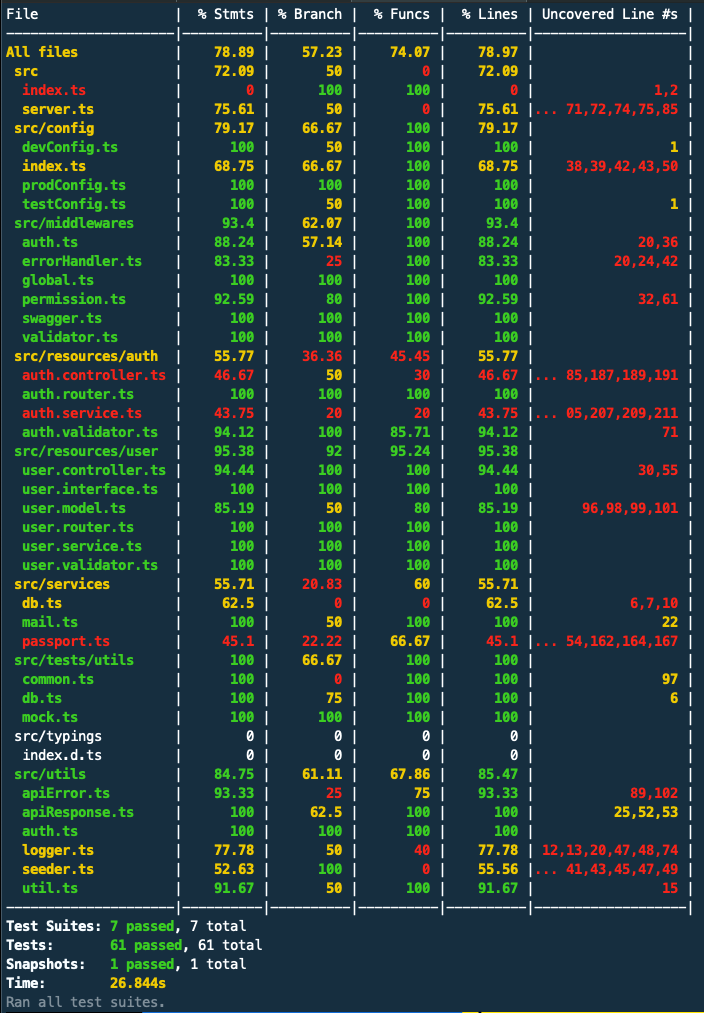 File | % Stmts | % Branch | % Funcs | % Lines | Uncovered Line #s |
All files | 78.89 | 57.23 | 74.07 | 78.97 | |
src | 72.09 | 50 | 0 | 72.09 | |
index.ts | 0 | 100 | 100 | 0 | 1,2 |
server.ts | 75.61 | 50 | 0 | 75.61 |... 71,72,74,75,85 |
src/config | 79.17 | 66.67 | 100 | 79.17 | |
devConfig.ts | 100 | 50 | 100 | 100 | 1 |
index.ts | 68.75 | 66.67 | 100 | 68.75 | 38,39,42,43,50 |
prodConfig.ts | 100 | 100 | 100 | 100 | |
testConfig.ts | 100 | 50 | 100 | 100 | 1 |
src/middlewares | 93.4 | 62.07 | 100 | 93.4 | |
auth.ts | 88.24 | 57.14 | 100 | 88.24 | 20,36 |
errorHandler.ts | 83.33 | 25 | 100 | 83.33 | 20,24,42 |
global.ts | 100 | 100 | 100 | 100 | |
permission.ts | 92.59 | 80 | 100 | 92.59 | 32,61 |
swagger.ts | 100 | 100 | 100 | 100 | |
validator.ts | 100 | 100 | 100 | 100 | |
src/resources/auth | 55.77 | 36.36 | 45.45 | 55.77 | |
auth.controller.ts | 46.67 | 50 | 30 | 46.67 |... 85,187,189,191 |
auth.router.ts | 100 | 100 | 100 | 100 | |
auth.service.ts | 43.75 | 20 | 20 | 43.75 |... 05,207,209,211 |
auth.validator.ts | 94.12 | 100 | 85.71 | 94.12 | 71 |
src/resources/user | 95.38 | 92 | 95.24 | 95.38 | |
user.controller.ts | 94.44 | 100 | 100 | 94.44 | 30,55 |
user.interface.ts | 100 | 100 | 100 | 100 | |
user.model.ts | 85.19 | 50 | 80 | 85.19 | 96,98,99,101 |
user.router.ts | 100 | 100 | 100 | 100 | |
user.service.ts | 100 | 100 | 100 | 100 | |
user.validator.ts | 100 | 100 | 100 | 100 | |
src/services | 55.71 | 20.83 | 60 | 55.71 | |
db.ts | 62.5 | 0 | 0 | 62.5 | 6,7,10 |
mail.ts | 100 | 50 | 100 | 100 | 22 |
passport.ts | 45.1 | 22.22 | 66.67 | 45.1 |... 54,162,164,167 |
src/tests/utils | 100 | 66.67 | 100 | 100 | |
common.ts | 100 | 0 | 100 | 100 | 97 |
db.ts | 100 | 75 | 100 | 100 | 6 |
mock.ts | 100 | 100 | 100 | 100 | |
src/typings | 0 | 0 | 0 | 0 | |
index.d.ts | 0 | 0 | 0 | 0 | |
src/utils | 84.75 | 61.11 | 67.86 | 85.47 | |
apiError.ts | 93.33 | 25 | 75 | 93.33 | 89,102 |
apiResponse.ts | 100 | 62.5 | 100 | 100 | 25,52,53 |
auth.ts | 100 | 100 | 100 | 100 | |
logger.ts | 77.78 | 50 | 40 | 77.78 | 12,13,20,47,48,74 |
seeder.ts | 52.63 | 100 | 0 | 55.56 |... 41,43,45,47,49 |
util.ts | 91.67 | 50 | 100 | 91.67 | 15 |
Test Suites: 7 passed, 7 total
Tests: 61 passed, 61 total
Snapshots: 1 passed, 1 total
Time: 26.844s
Ran all test suites.